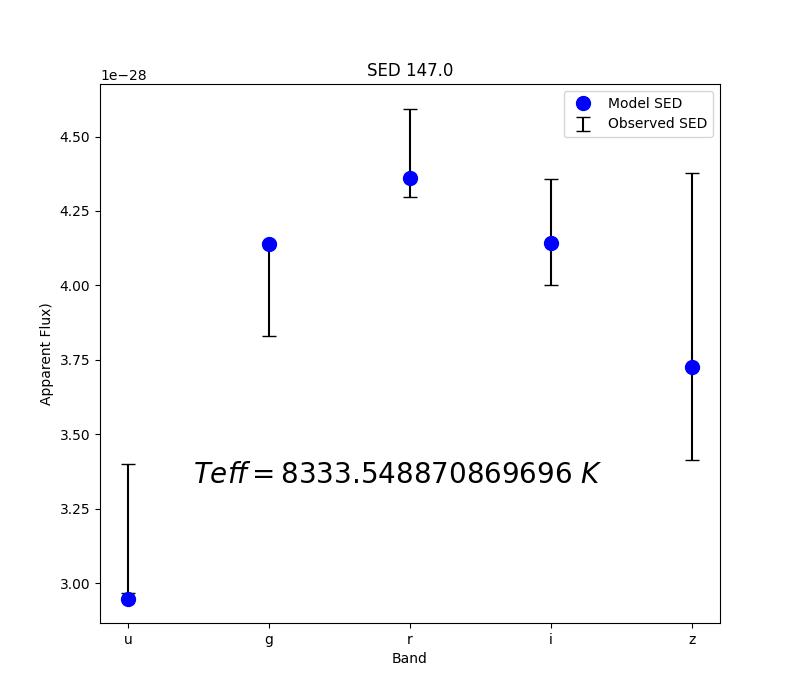 SED 147.0
1e−28
Model SED
Observed SED
4.50
4.25
4.00
3.75
3.50
3.25
3.00
Apparent Flux)
Teff = 8333.548870869696 K
u g r i z
Band